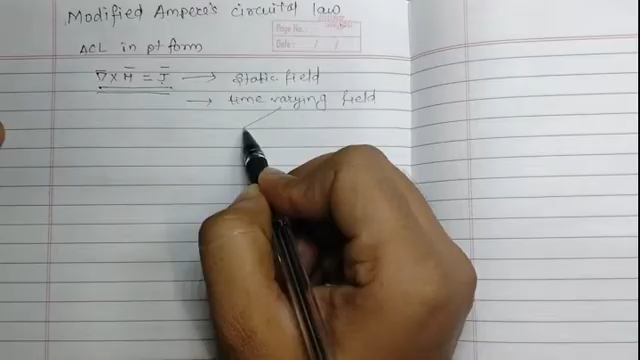 Modified Ampere's circuital law
Page No.:
Date: / /
ACL in pt form
∇ × H̄ = J̄ → static field
→ time varying field